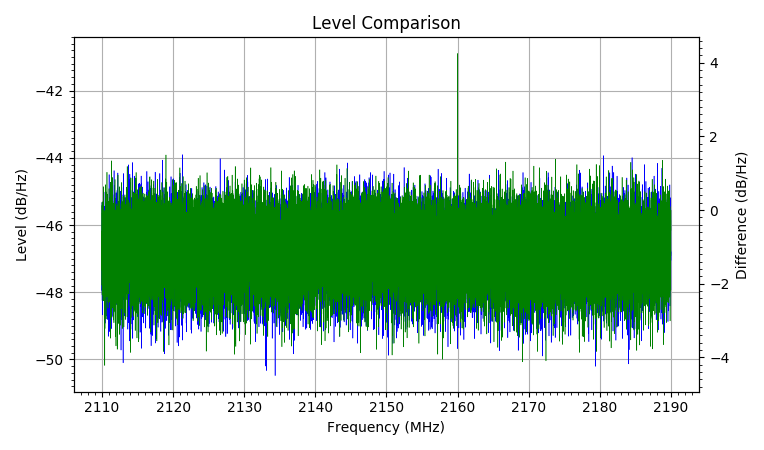 Level Comparison
Level (dB/Hz)
−42
−44
−46
−48
−50
4
2
0
−2
−4
Difference (dB/Hz)
2110 2120 2130 2140 2150 2160 2170 2180 2190
Frequency (MHz)